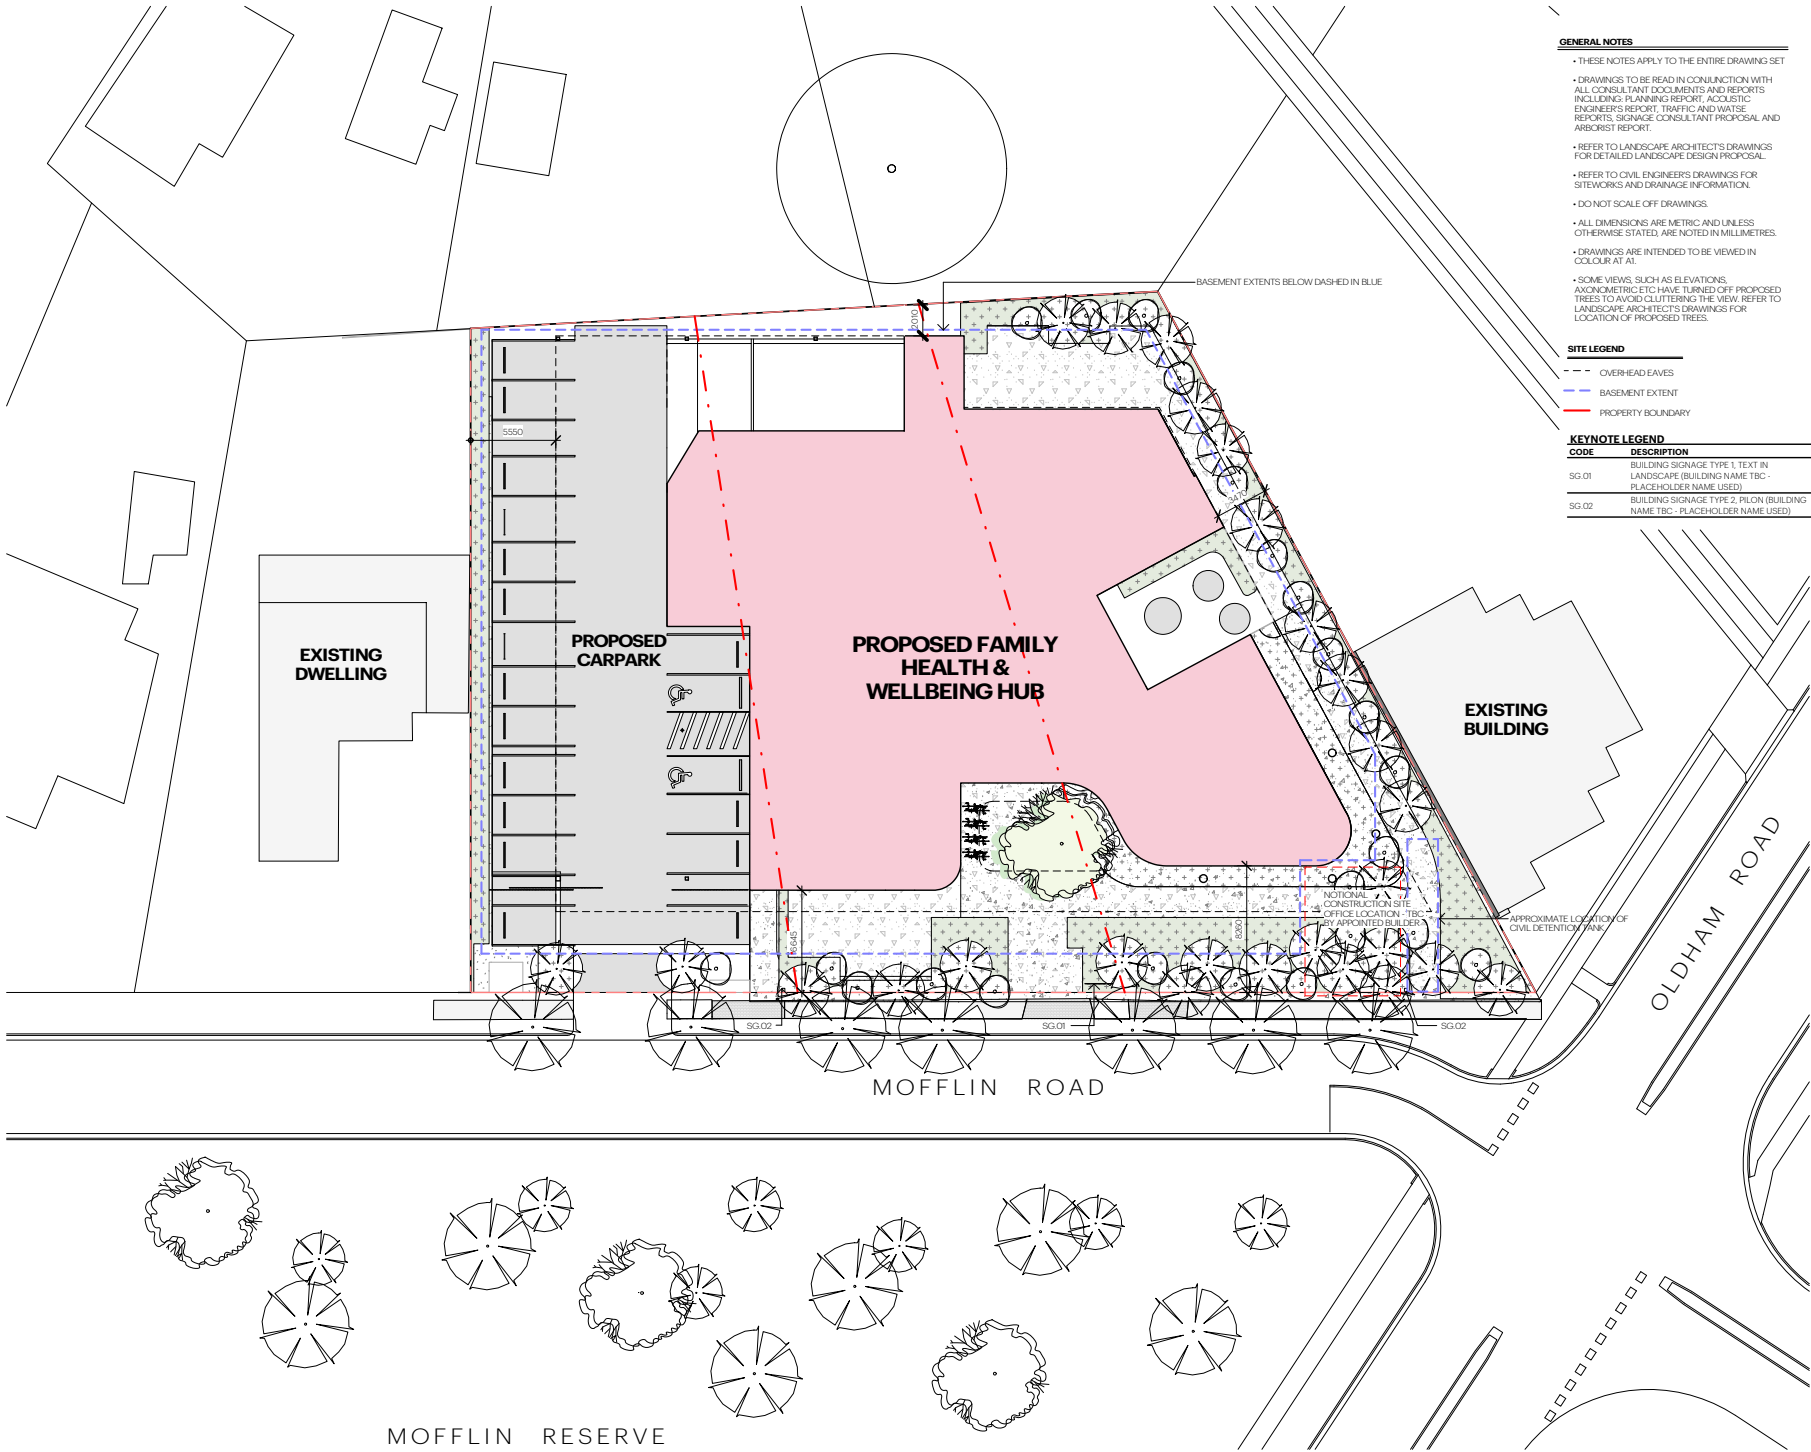 GENERAL NOTES
• THESE NOTES APPLY TO THE ENTIRE DRAWING SET
• DRAWINGS TO BE READ IN CONJUNCTION WITH
ALL CONSULTANT DOCUMENTS AND REPORTS
INCLUDING: PLANNING REPORT, ACOUSTIC
ENGINEER'S REPORT, TRAFFIC AND WATSE
REPORTS, SIGNAGE CONSULTANT PROPOSAL AND
ARBORIST REPORT.
• REFER TO LANDSCAPE ARCHITECT'S DRAWINGS
FOR DETAILED LANDSCAPE DESIGN PROPOSAL.
• REFER TO CIVIL ENGINEER'S DRAWINGS FOR
SITEWORKS AND DRAINAGE INFORMATION.
• DO NOT SCALE OFF DRAWINGS.
• ALL DIMENSIONS ARE METRIC AND UNLESS
OTHERWISE STATED, ARE NOTED IN MILLIMETRES.
• DRAWINGS ARE INTENDED TO BE VIEWED IN
COLOUR AT A1.
• SOME VIEWS, SUCH AS ELEVATIONS,
AXONOMETRIC ETC HAVE TURNED OFF PROPOSED
TREES TO AVOID CLUTTERING THE VIEW. REFER TO
LANDSCAPE ARCHITECT'S DRAWINGS FOR
LOCATION OF PROPOSED TREES.
SITE LEGEND
OVERHEAD EAVES
BASEMENT EXTENT
PROPERTY BOUNDARY
KEYNOTE LEGEND
CODE DESCRIPTION
SG.01 BUILDING SIGNAGE TYPE 1, TEXT IN
LANDSCAPE (BUILDING NAME TBC -
PLACEHOLDER NAME USED)
SG.02 BUILDING SIGNAGE TYPE 2, PILON (BUILDING
NAME TBC - PLACEHOLDER NAME USED)
BASEMENT EXTENTS BELOW DASHED IN BLUE
2010
5550
3470
EXISTING
DWELLING
PROPOSED
CARPARK
PROPOSED FAMILY
HEALTH &
WELLBEING HUB
EXISTING
BUILDING
NOTIONAL
CONSTRUCTION SITE
OFFICE LOCATION - TBC
BY APPOINTED BUILDER
APPROXIMATE LOCATION OF
CIVIL DETENTION TANK
6645
8260
SG.02
SG.01
SG.02
MOFFLIN ROAD
OLDHAM ROAD
MOFFLIN RESERVE